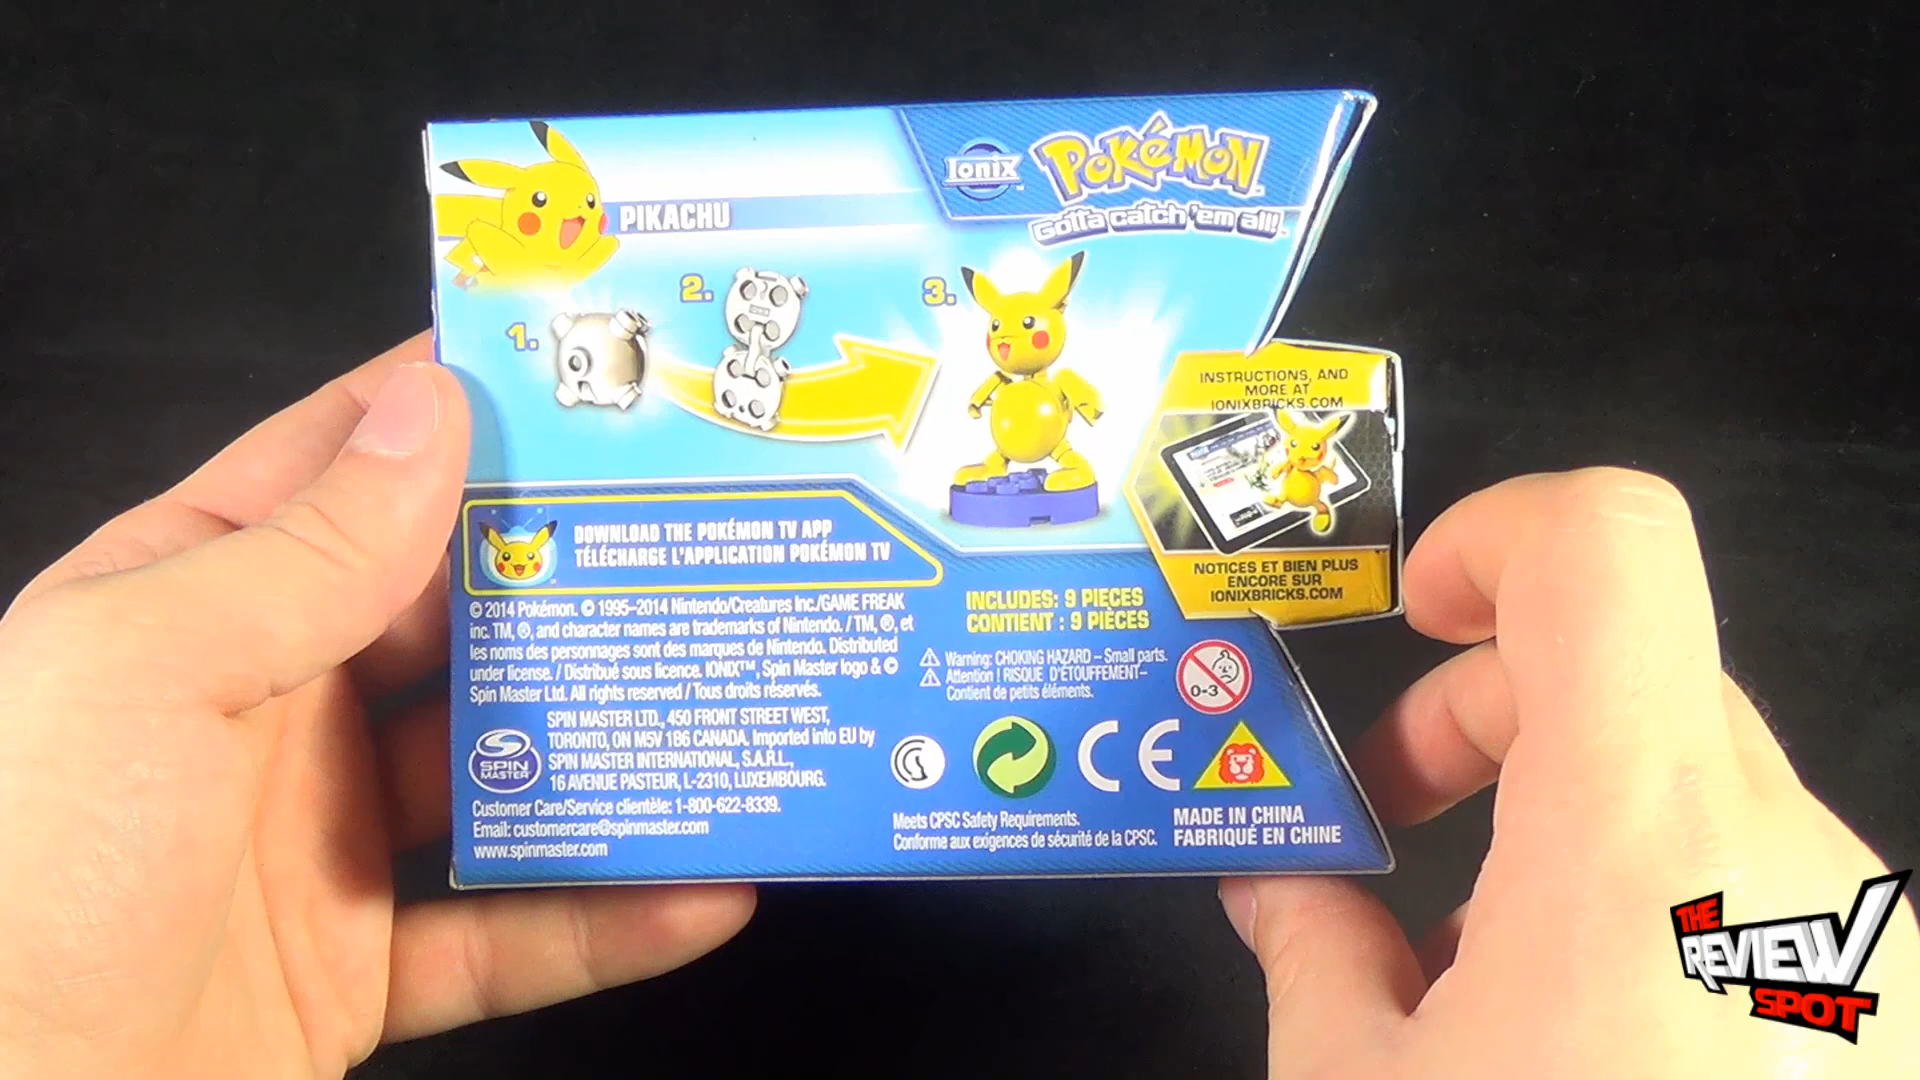 Ionix
POKéMON
Gotta catch 'em all!
PIKACHU
1.
2.
3.
INSTRUCTIONS, AND
MORE AT
IONIXBRICKS.COM
NOTICES ET BIEN PLUS
ENCORE SUR
IONIXBRICKS.COM
DOWNLOAD THE POKÉMON TV APP
TÉLÉCHARGE L'APPLICATION POKÉMON TV
© 2014 Pokémon. © 1995–2014 Nintendo/Creatures Inc./GAME FREAK
inc. TM, ®, and character names are trademarks of Nintendo. / TM, ®, et
les noms des personnages sont des marques de Nintendo. Distributed
under license. / Distribué sous licence. IONIX™, Spin Master logo & ©
Spin Master Ltd. All rights reserved / Tous droits réservés.
INCLUDES: 9 PIECES
CONTIENT : 9 PIÈCES
Warning: CHOKING HAZARD – Small parts.
Attention ! RISQUE D'ÉTOUFFEMENT–
Contient de petits éléments.
0-3
SPIN MASTER
SPIN MASTER LTD., 450 FRONT STREET WEST,
TORONTO, ON M5V 1B6 CANADA. Imported into EU by
SPIN MASTER INTERNATIONAL, S.A.R.L.,
16 AVENUE PASTEUR, L-2310, LUXEMBOURG.
Customer Care/Service clientèle: 1-800-622-8339.
Email: customercare@spinmaster.com
www.spinmaster.com
CE
Meets CPSC Safety Requirements.
Conforme aux exigences de sécurité de la CPSC.
MADE IN CHINA
FABRIQUÉ EN CHINE
THE
REVIEW
SPOT